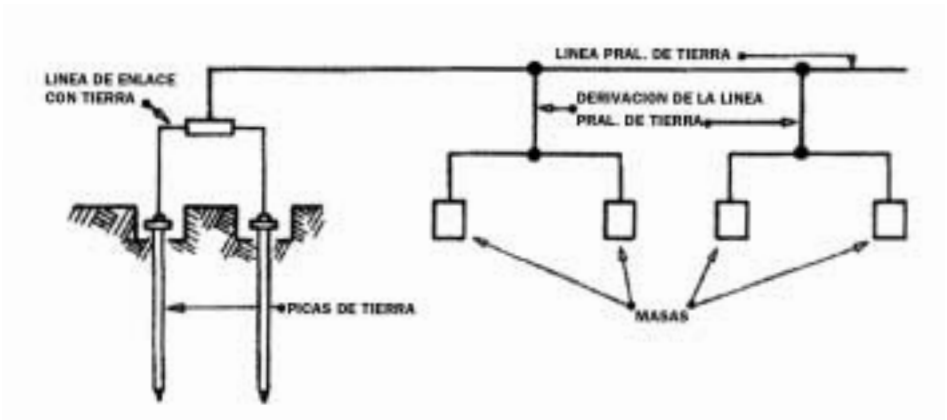 LINEA PRAL. DE TIERRA
LINEA DE ENLACE
CON TIERRA
DERIVACION DE LA LINEA
PRAL. DE TIERRA
PICAS DE TIERRA
MASAS